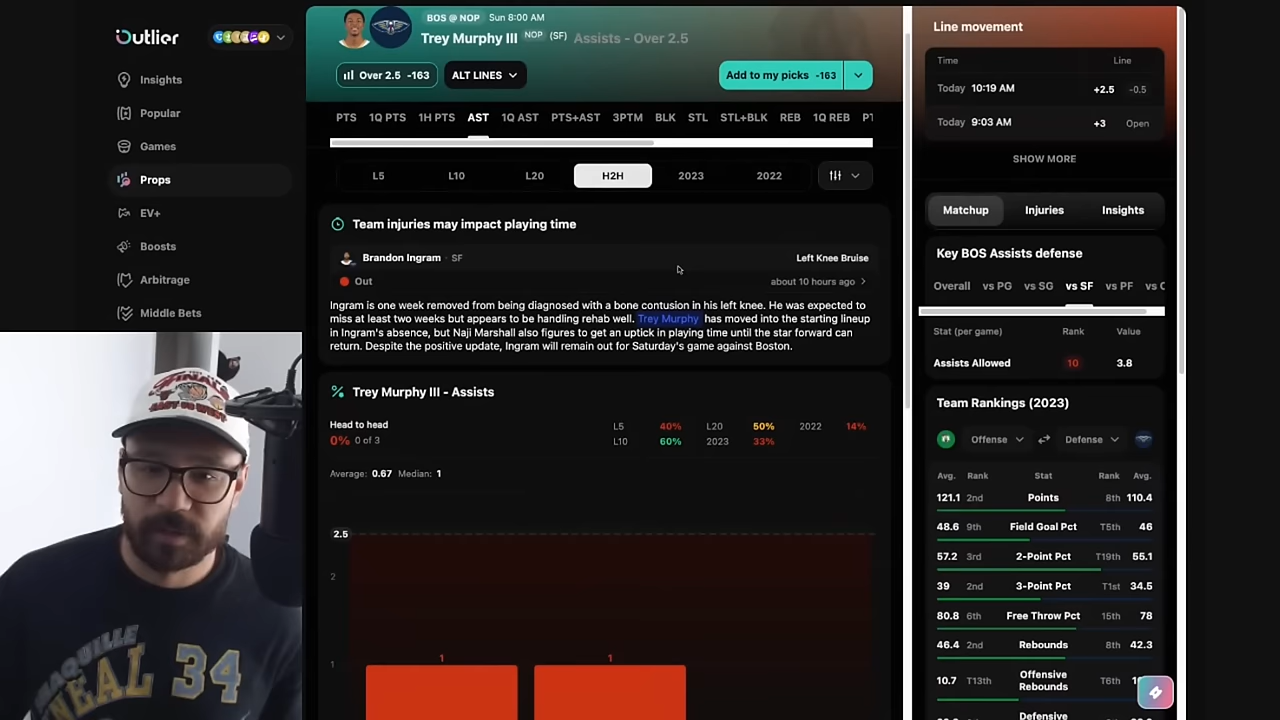 Outlier
Insights
Popular
Games
Props
EV+
Boosts
Arbitrage
Middle Bets
BOS @ NOP Sun 8:00 AM
Trey Murphy III NOP (SF) Assists - Over 2.5
Over 2.5 -163
ALT LINES
Add to my picks -163
PTS 1Q PTS 1H PTS AST 1Q AST PTS+AST 3PTM BLK STL STL+BLK REB 1Q REB
L5 L10 L20 H2H 2023 2022
Team injuries may impact playing time
Brandon Ingram · SF
Left Knee Bruise
Out
about 10 hours ago
Ingram is one week removed from being diagnosed with a bone contusion in his left knee. He was expected to
miss at least two weeks but appears to be handling rehab well. Trey Murphy has moved into the starting lineup
in Ingram's absence, but Naji Marshall also figures to get an uptick in playing time until the star forward can
return. Despite the positive update, Ingram will remain out for Saturday's game against Boston.
Trey Murphy III - Assists
Head to head
0% 0 of 3
L5 40% L20 50% 2022 14%
L10 60% 2023 33%
Average: 0.67 Median: 1
2.5
2
1
1
1
Line movement
Time Line
Today 10:19 AM +2.5 -0.5
Today 9:03 AM +3 Open
SHOW MORE
Matchup Injuries Insights
Key BOS Assists defense
Overall vs PG vs SG vs SF vs PF
Stat (per game) Rank Value
Assists Allowed 10 3.8
Team Rankings (2023)
Offense Defense
Avg. Rank Stat Rank Avg.
121.1 2nd Points 8th 110.4
48.6 9th Field Goal Pct T5th 46
57.2 3rd 2-Point Pct T19th 55.1
39 2nd 3-Point Pct T1st 34.5
80.8 6th Free Throw Pct 15th 78
46.4 2nd Rebounds 8th 42.3
10.7 T13th Offensive Rebounds T6th
Defensive
FINALS
EAST VS WEST
SHAQUILLE
O'NEAL 34